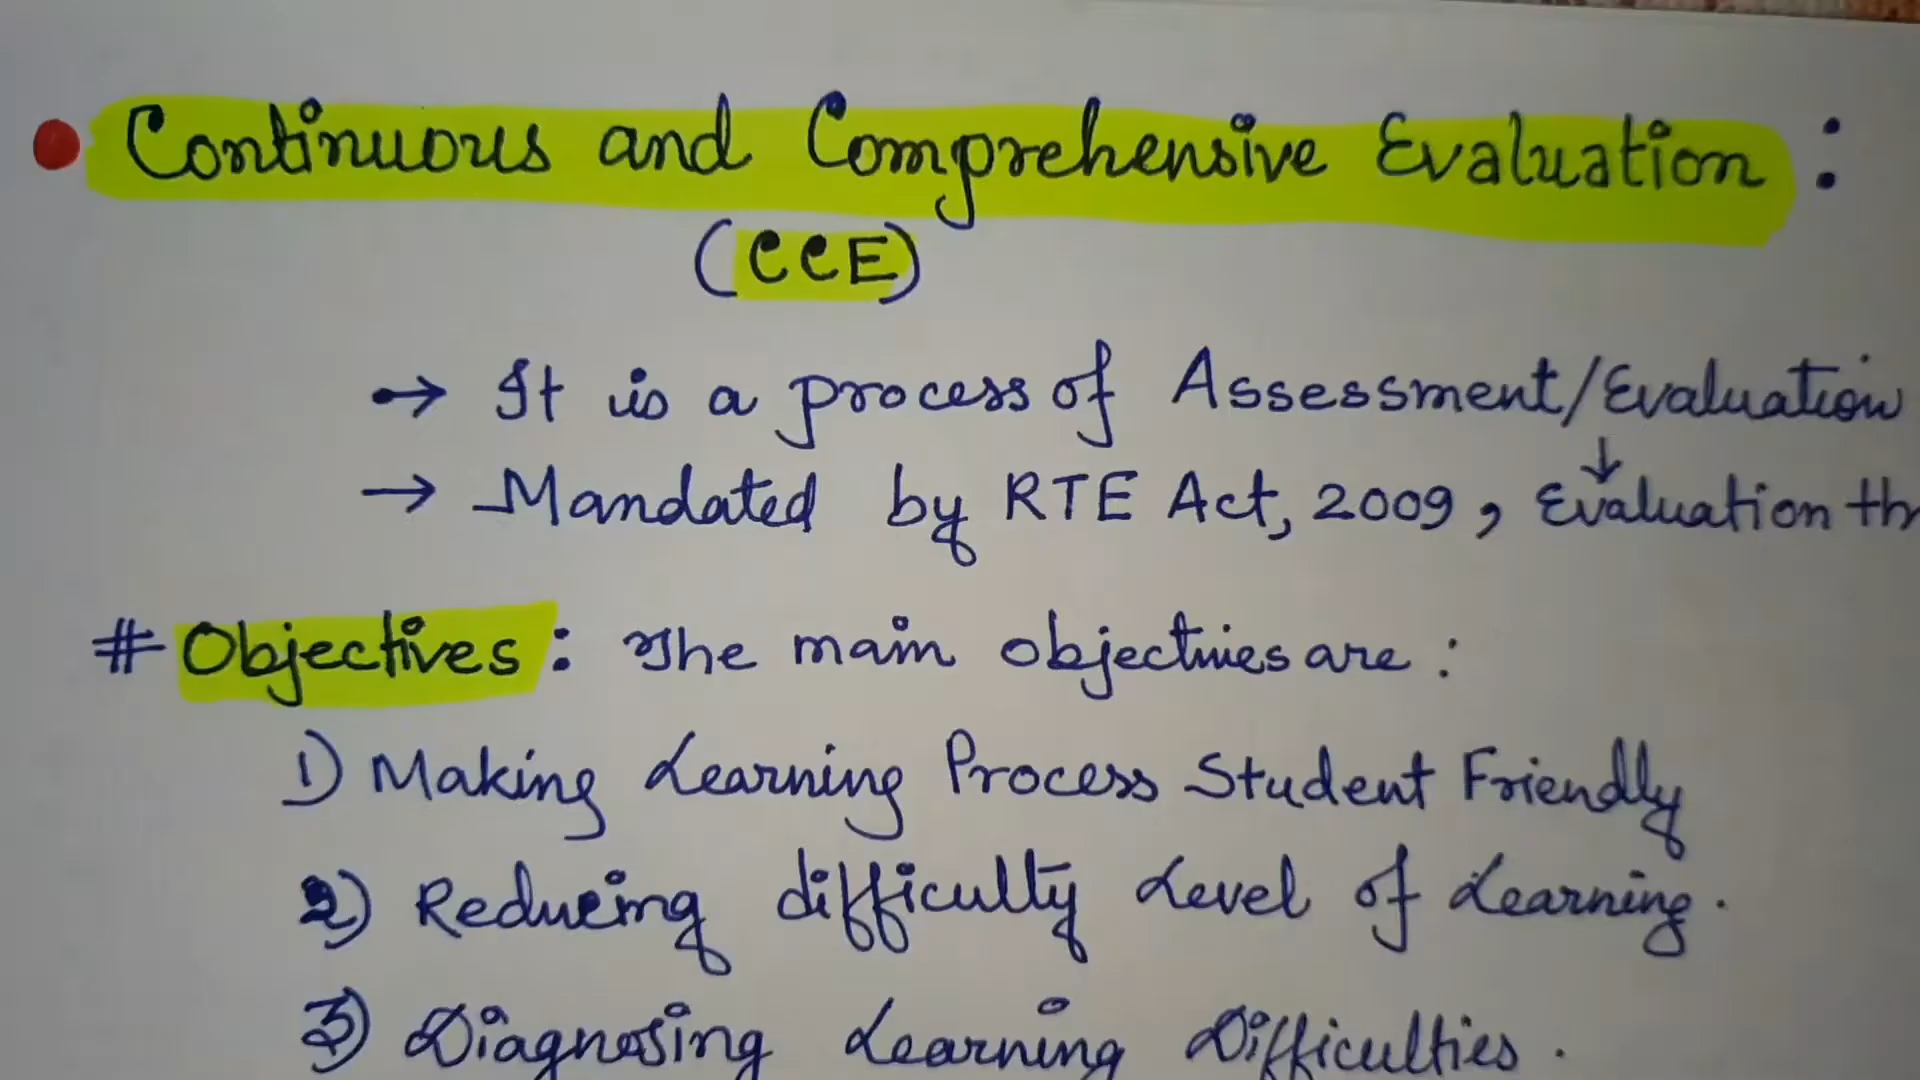 Continuous and Comprehensive Evaluation :
(CCE)
→ It is a process of Assessment/Evaluation
→ Mandated by RTE Act, 2009, Evaluation th
# Objectives : The main objectives are :
1) Making Learning Process Student Friendly
2) Reducing difficulty Level of Learning.
3) Diagnosing Learning Difficulties.